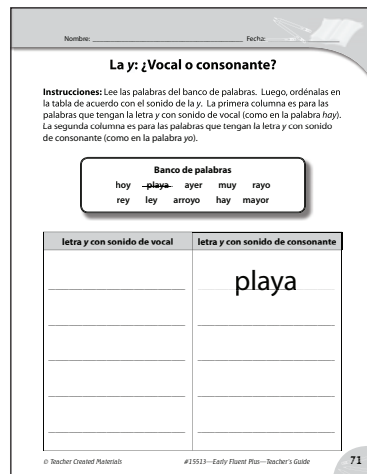 Nombre: Fecha:
La y: ¿Vocal o consonante?
Instrucciones: Lee las palabras del banco de palabras. Luego, ordénalas
en la tabla de acuerdo con el sonido de la y. La primera columna es para las
palabras que tengan la letra y con sonido de vocal (como en la palabra hay).
La segunda columna es para las palabras que tengan la letra y con sonido
de consonante (como en la palabra yo).
Banco de palabras
hoy playa ayer muy rayo
rey ley arroyo hay mayor
letra y con sonido de vocal letra y con sonido de consonante
playa
© Teacher Created Materials #15513—Early Fluent Plus—Teacher's Guide 71